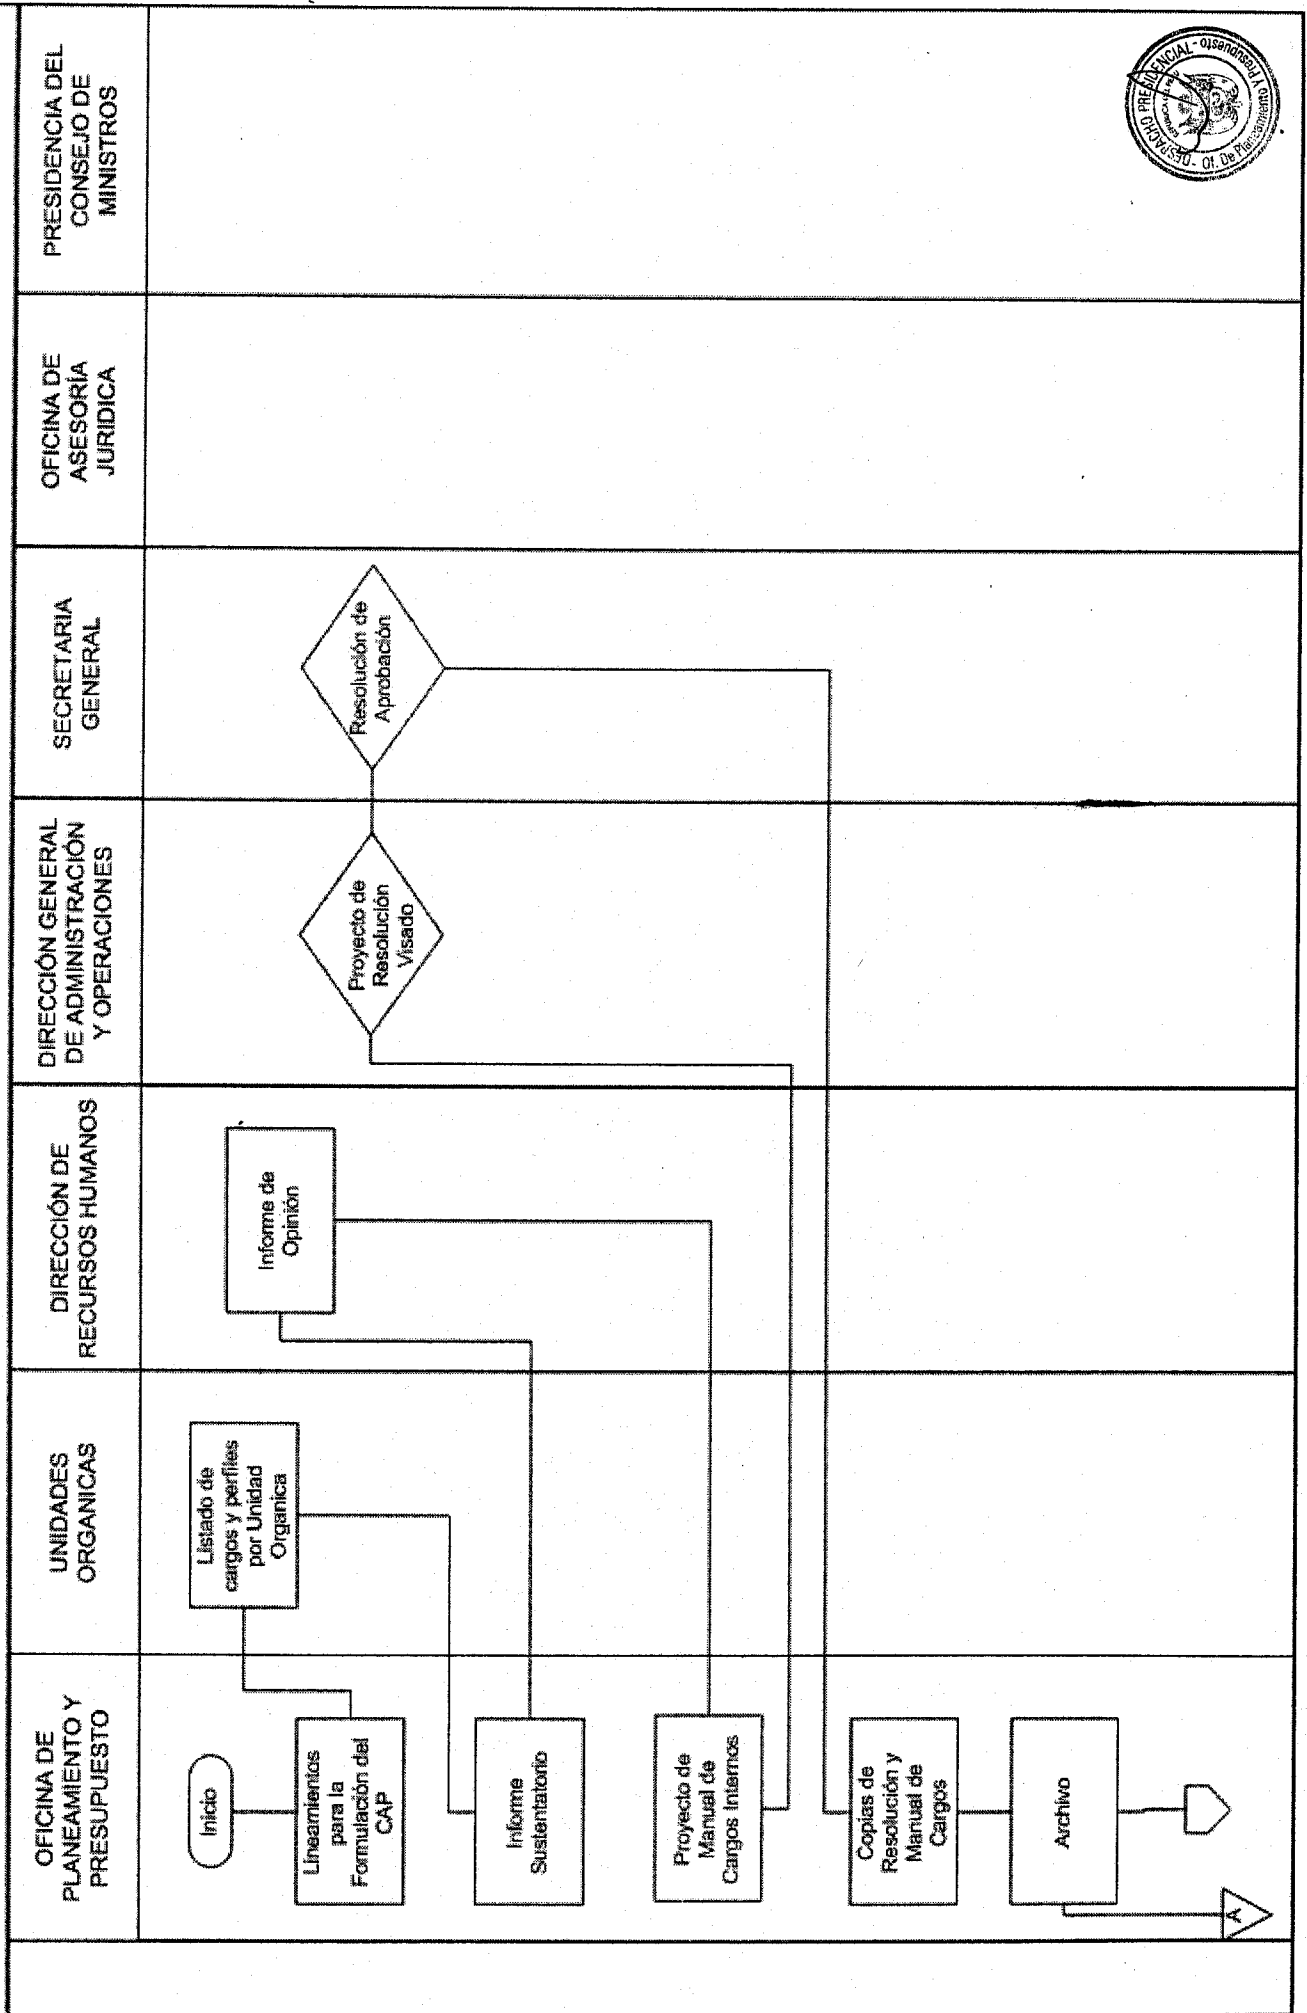 OFICINA DE
PLANEAMIENTO Y
PRESUPUESTO
UNIDADES
ORGANICAS
DIRECCIÓN DE
RECURSOS HUMANOS
DIRECCIÓN GENERAL
DE ADMINISTRACIÓN
Y OPERACIONES
SECRETARIA
GENERAL
OFICINA DE
ASESORÍA
JURIDICA
PRESIDENCIA DEL
CONSEJO DE
MINISTROS
Inicio
Lineamientos
para la
Formulación del
CAP
Listado de
cargos y perfiles
por Unidad
Organica
Informe
Sustentatorio
Informe de
Opinión
Proyecto de
Manual de
Cargos Internos
Proyecto de
Resolución
Visado
Resolución de
Aprobación
Copias de
Resolución y
Manual de
Cargos
Archivo
A
DESPACHO PRESIDENCIAL -
Of. De Planeamiento Y Presupuesto -